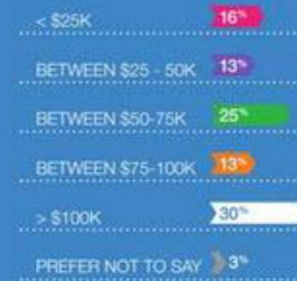 < $25K 16%
BETWEEN $25 - 50K 13%
BETWEEN $50-75K 25%
BETWEEN $75-100K 13%
> $100K 30%
PREFER NOT TO SAY 3%